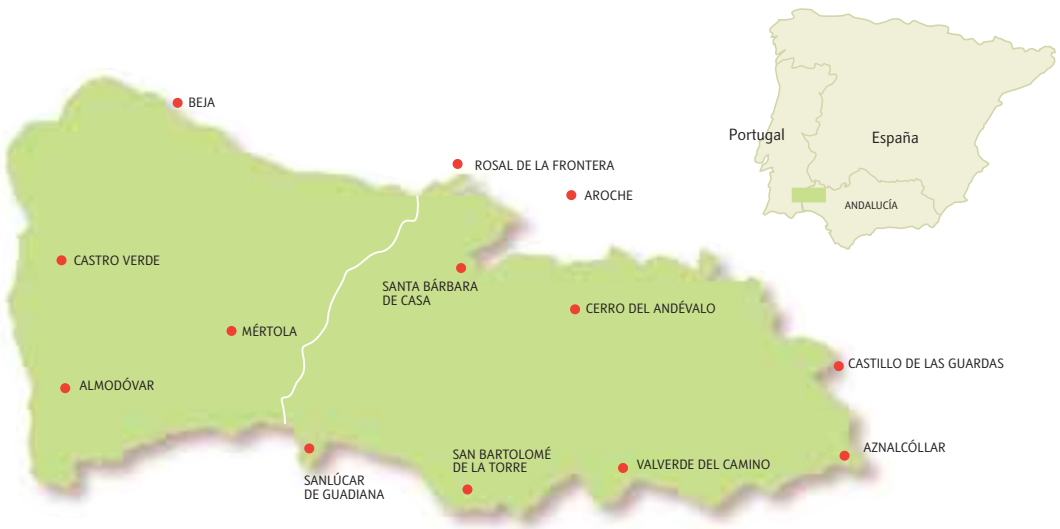 BEJA
Portugal
España
ROSAL DE LA FRONTERA
AROCHE
ANDALUCÍA
CASTRO VERDE
SANTA BÁRBARA
DE CASA
CERRO DEL ANDÉVALO
MÉRTOLA
CASTILLO DE LAS GUARDAS
ALMODÓVAR
AZNALCÓLLAR
SAN BARTOLOMÉ
DE LA TORRE
VALVERDE DEL CAMINO
SANLÚCAR
DE GUADIANA